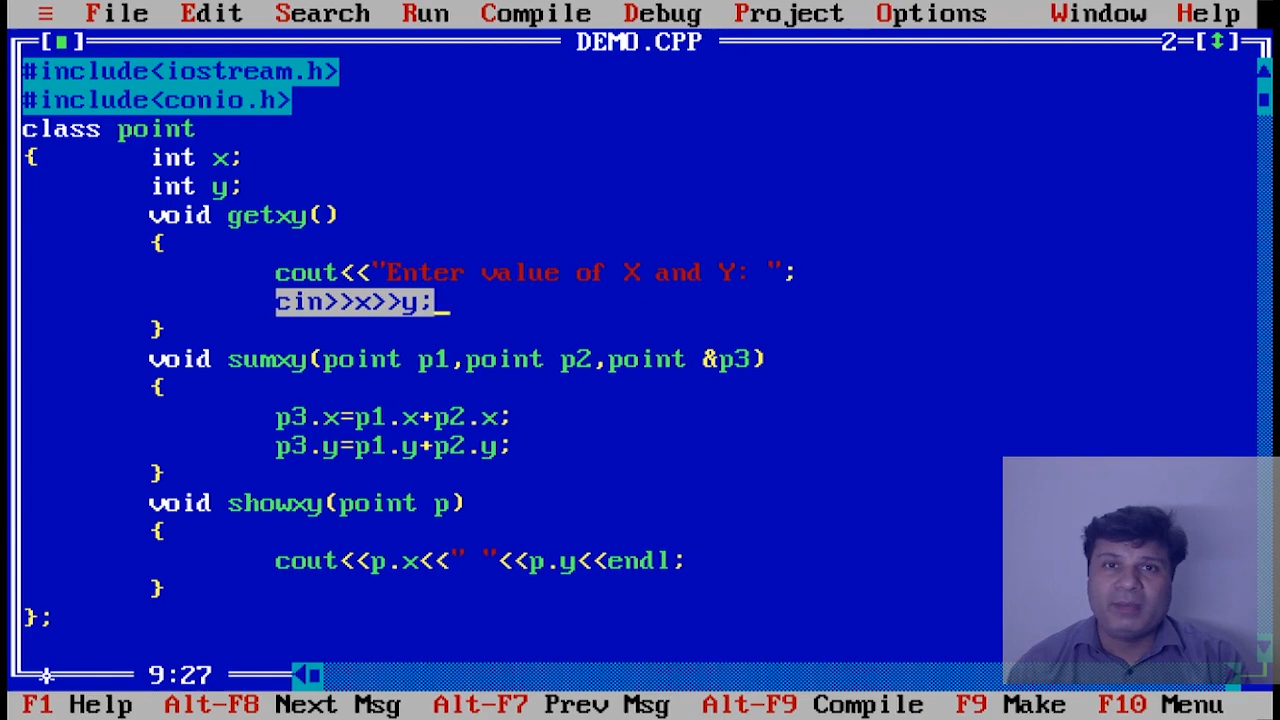 ≡ File Edit Search Run Compile Debug Project Options Window Help
[■] DEMO.CPP 2=[↕]
#include<iostream.h>
#include<conio.h>
class point
{ int x;
int y;
void getxy()
{
cout<<"Enter value of X and Y: ";
cin>>x>>y;
}
void sumxy(point p1,point p2,point &p3)
{
p3.x=p1.x+p2.x;
p3.y=p1.y+p2.y;
}
void showxy(point p)
{
cout<<p.x<<" "<<p.y<<endl;
}
};
9:27
F1 Help Alt-F8 Next Msg Alt-F7 Prev Msg Alt-F9 Compile F9 Make F10 Menu